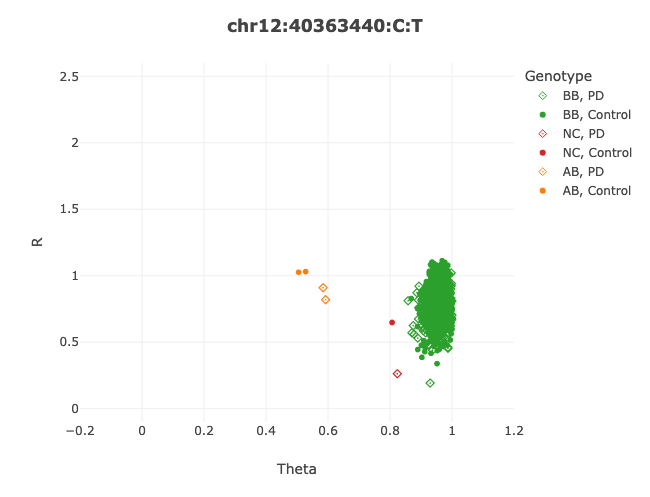 chr12:40363440:C:T
Genotype
BB, PD
BB, Control
NC, PD
NC, Control
AB, PD
AB, Control
2.5
2
1.5
1
0.5
0
R
−0.2
0
0.2
0.4
0.6
0.8
1
1.2
Theta